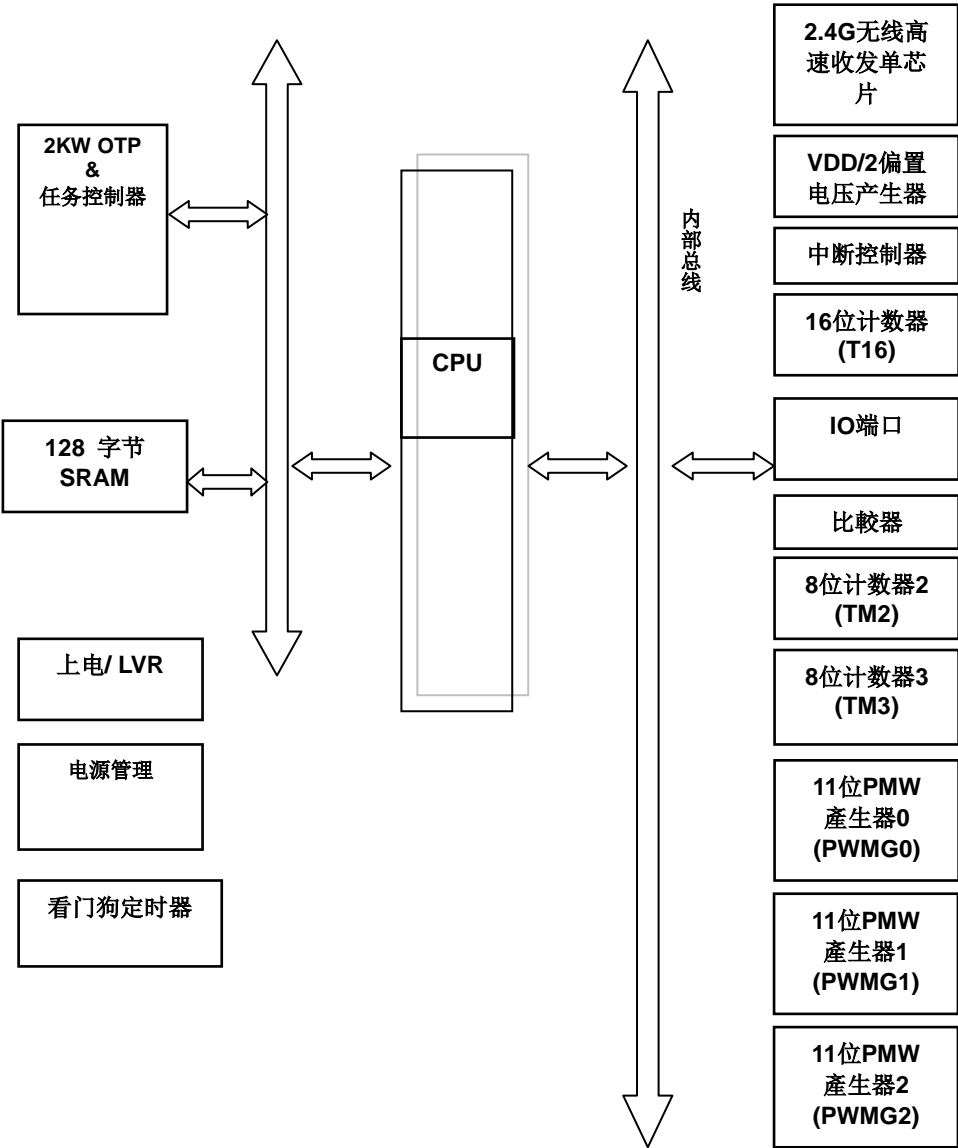 2KW OTP
&
任务控制器
128 字节
SRAM
上电/ LVR
电源管理
看门狗定时器
CPU
内部总线
2.4G无线高
速收发单芯
片
VDD/2偏置
电压产生器
中断控制器
16位计数器
(T16)
IO端口
比較器
8位计数器2
(TM2)
8位计数器3
(TM3)
11位PMW
產生器0
(PWMG0)
11位PMW
產生器1
(PWMG1)
11位PMW
產生器2
(PWMG2)